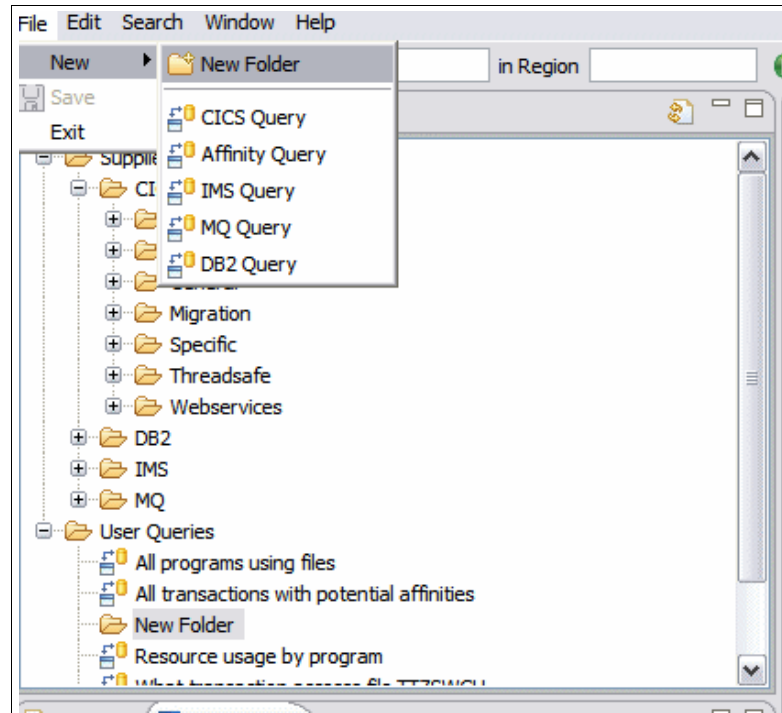 File Edit Search Window Help
New New Folder in Region
Save
CICS Query
Exit
Affinity Query
IMS Query
MQ Query
DB2 Query
Migration
Specific
Threadsafe
Webservices
DB2
IMS
MQ
User Queries
All programs using files
All transactions with potential affinities
New Folder
Resource usage by program